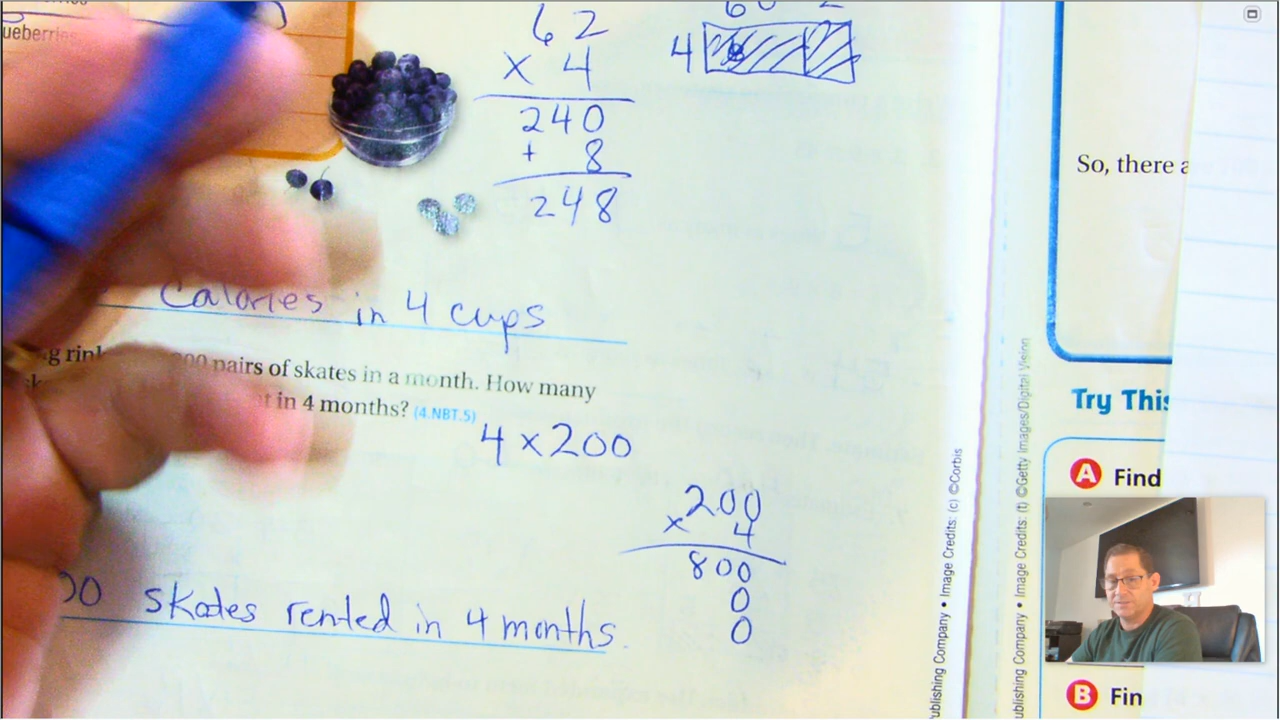 ueberries
62
× 4
240
+ 8
248
60 2
4
Calories in 4 cups
pairs of skates in a month. How many
in 4 months? (4.NBT.5)
4 × 200
200
× 4
800
0
0
skates rented in 4 months.
Publishing Company • Image Credits: (c) ©Corbis
Publishing Company • Image Credits: (t) ©Getty Images/Digital Vision
So, there
Try This
A Find
B Fin